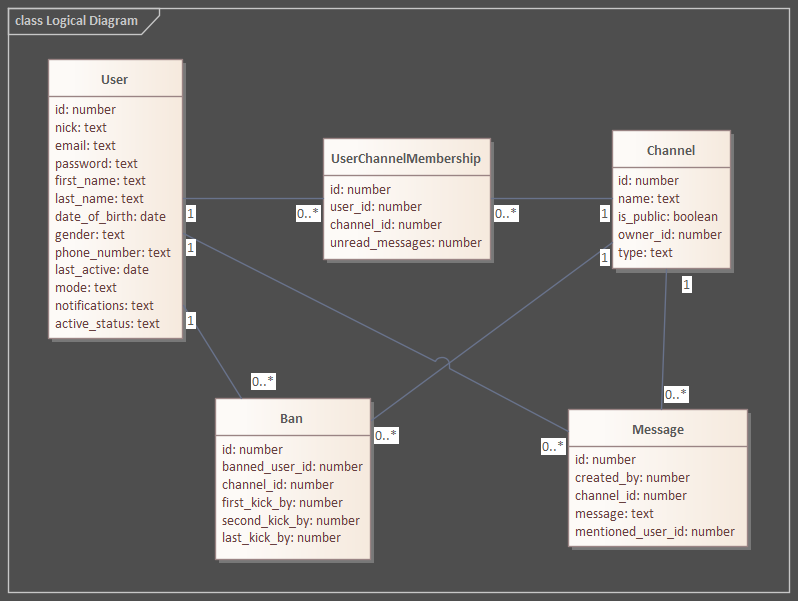 class Logical Diagram
User
id: number
nick: text
email: text
password: text
first_name: text
last_name: text
date_of_birth: date
gender: text
phone_number: text
last_active: date
mode: text
notifications: text
active_status: text
UserChannelMembership
id: number
user_id: number
channel_id: number
unread_messages: number
Channel
id: number
name: text
is_public: boolean
owner_id: number
type: text
1
0..*
0..*
1
1
1
1
1
0..*
0..*
0..*
0..*
Ban
id: number
banned_user_id: number
channel_id: number
first_kick_by: number
second_kick_by: number
last_kick_by: number
Message
id: number
created_by: number
channel_id: number
message: text
mentioned_user_id: number